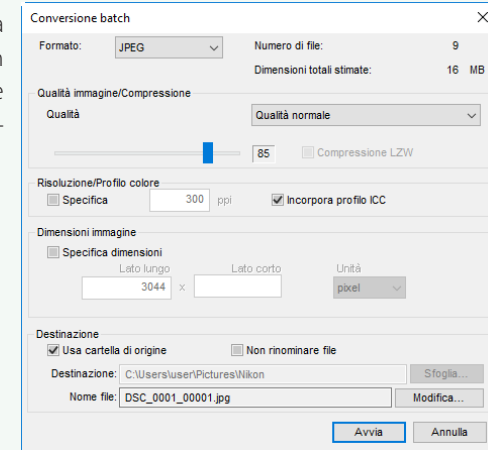 Conversione batch
Formato: JPEG Numero di file: 9
Dimensioni totali stimate: 16 MB
Qualità immagine/Compressione
Qualità Qualità normale
85 Compressione LZW
Risoluzione/Profilo colore
Specifica 300 ppi Incorpora profilo ICC
Dimensioni immagine
Specifica dimensioni
Lato lungo Lato corto Unità
3044 x pixel
Destinazione
Usa cartella di origine Non rinominare file
Destinazione: C:\Users\user\Pictures\Nikon Sfoglia...
Nome file: DSC_0001_00001.jpg Modifica...
Avvia Annulla